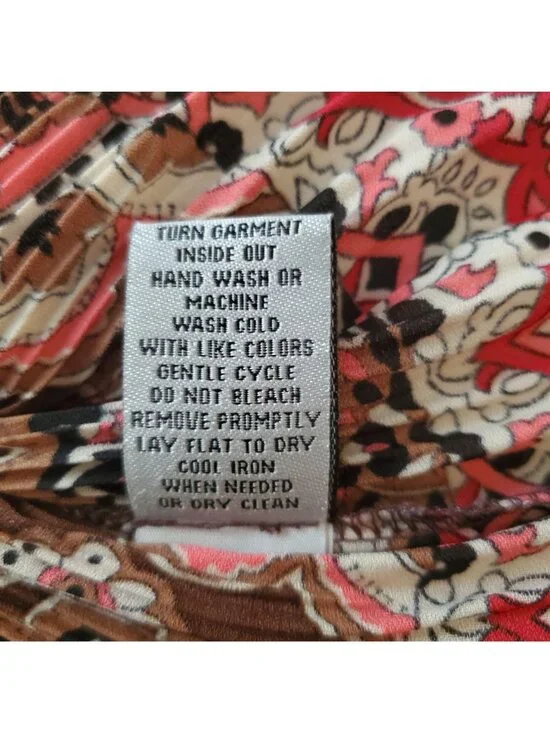 TURN GARMENT
INSIDE OUT
HAND WASH OR
MACHINE
WASH COLD
WITH LIKE COLORS
GENTLE CYCLE
DO NOT BLEACH
REMOVE PROMPTLY
LAY FLAT TO DRY
COOL IRON
WHEN NEEDED
OR DRY CLEAN